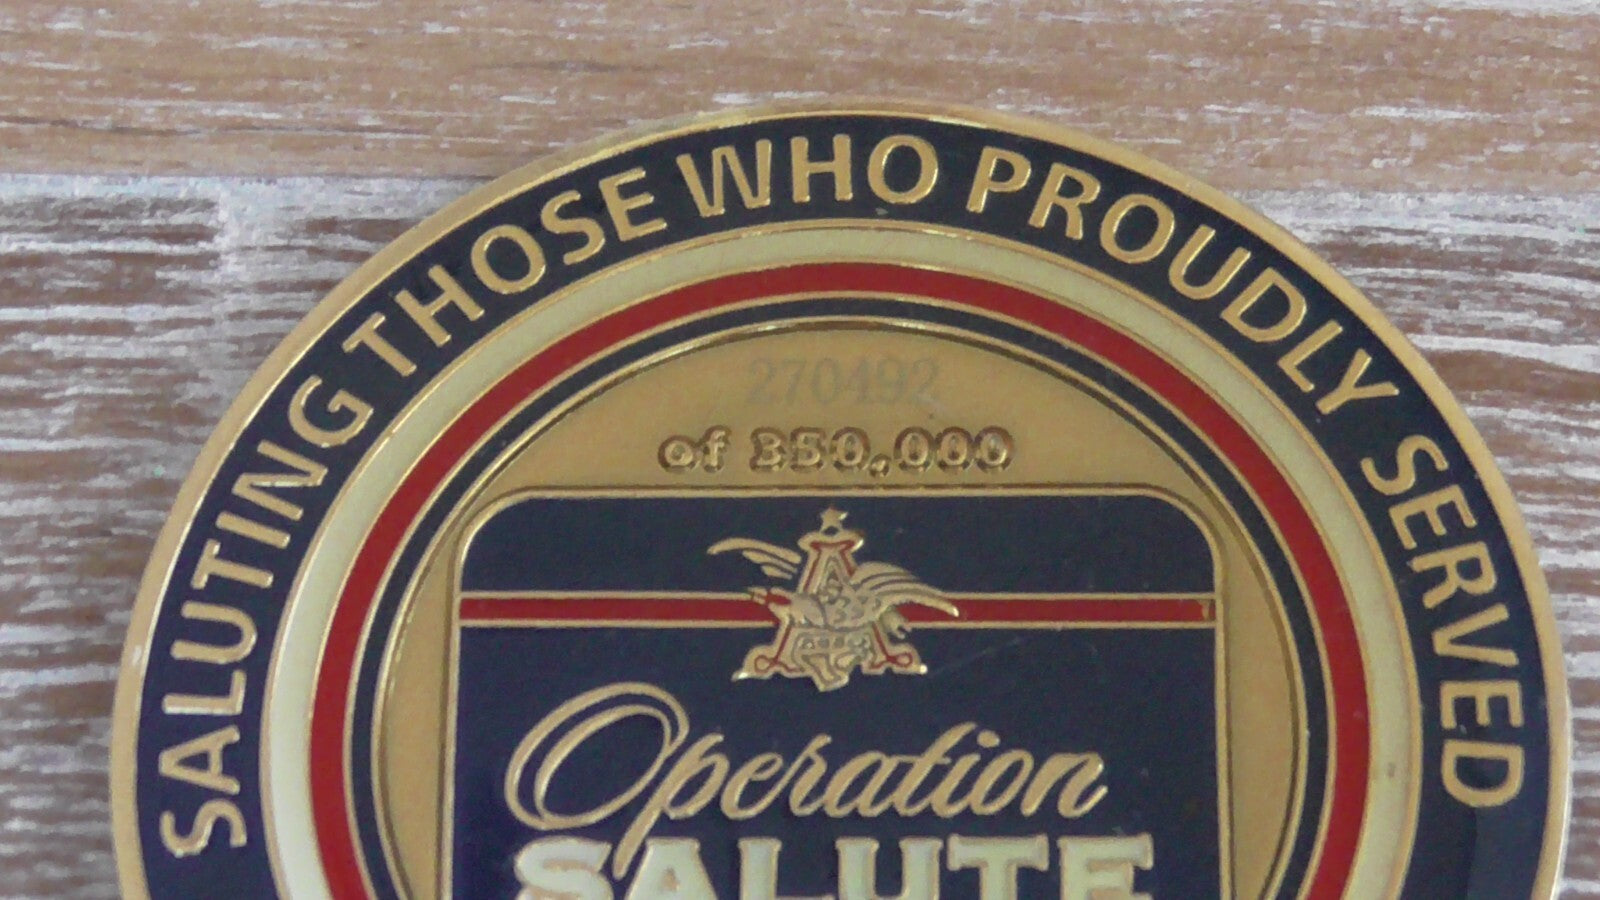 SALUTING THOSE WHO PROUDLY SERVED
270492
of 350,000
Operation
SALUTE